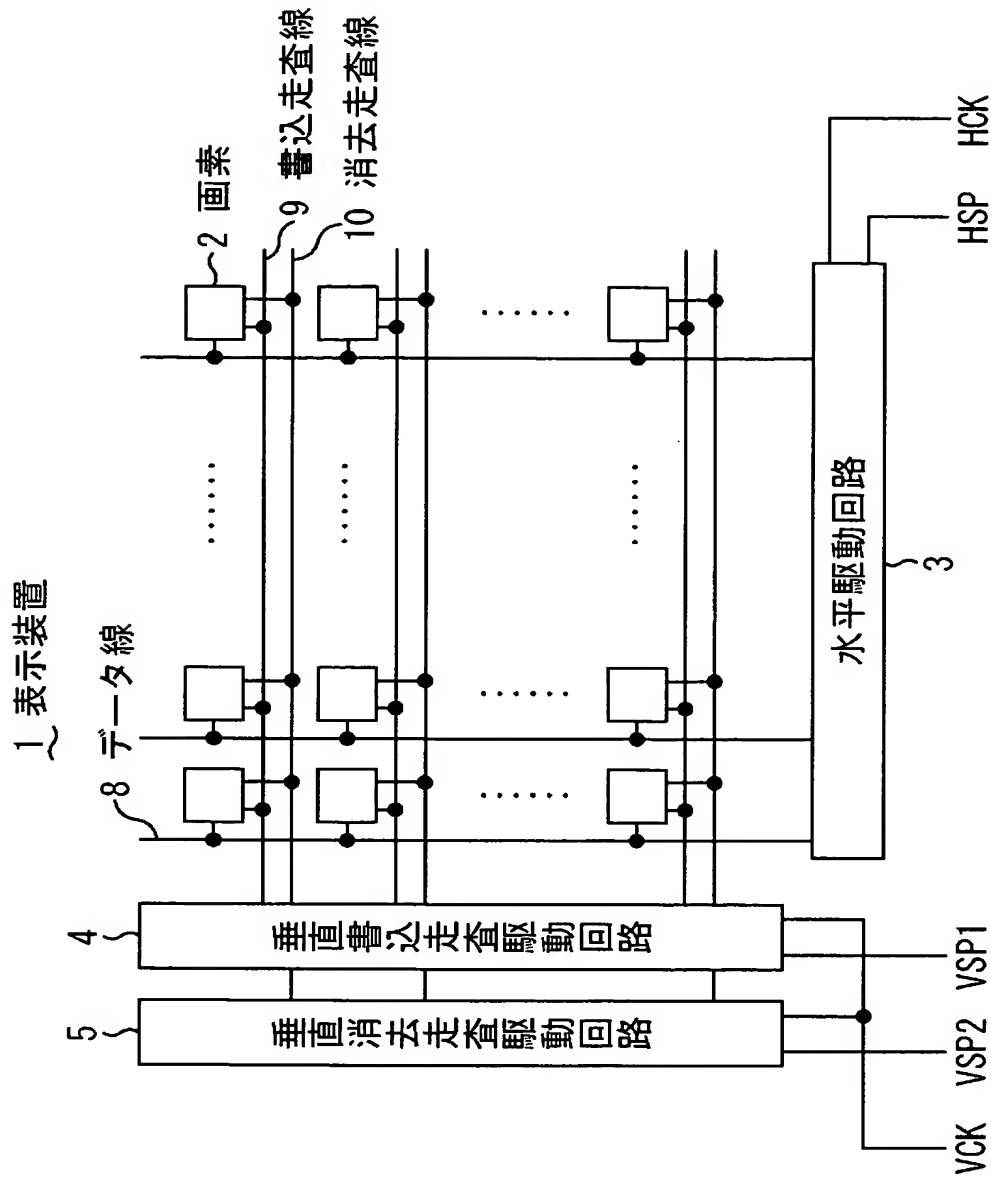 1 表示装置
8 データ線
2 画素
9 書込走査線
10 消去走査線
4
垂直書込走査駆動回路
5
垂直消去走査駆動回路
水平駆動回路
3
VCK
VSP2
VSP1
HSP
HCK